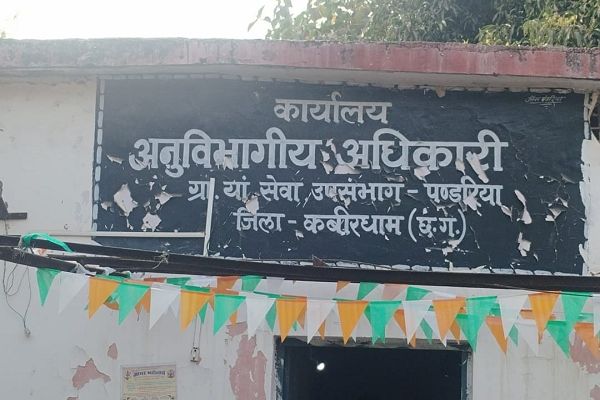 कार्यालय
अनुविभागीय अधिकारी
ग्रा. यां. सेवा उपसंभाग - पण्डरिया
जिला - कबीरधाम (छ.ग.)